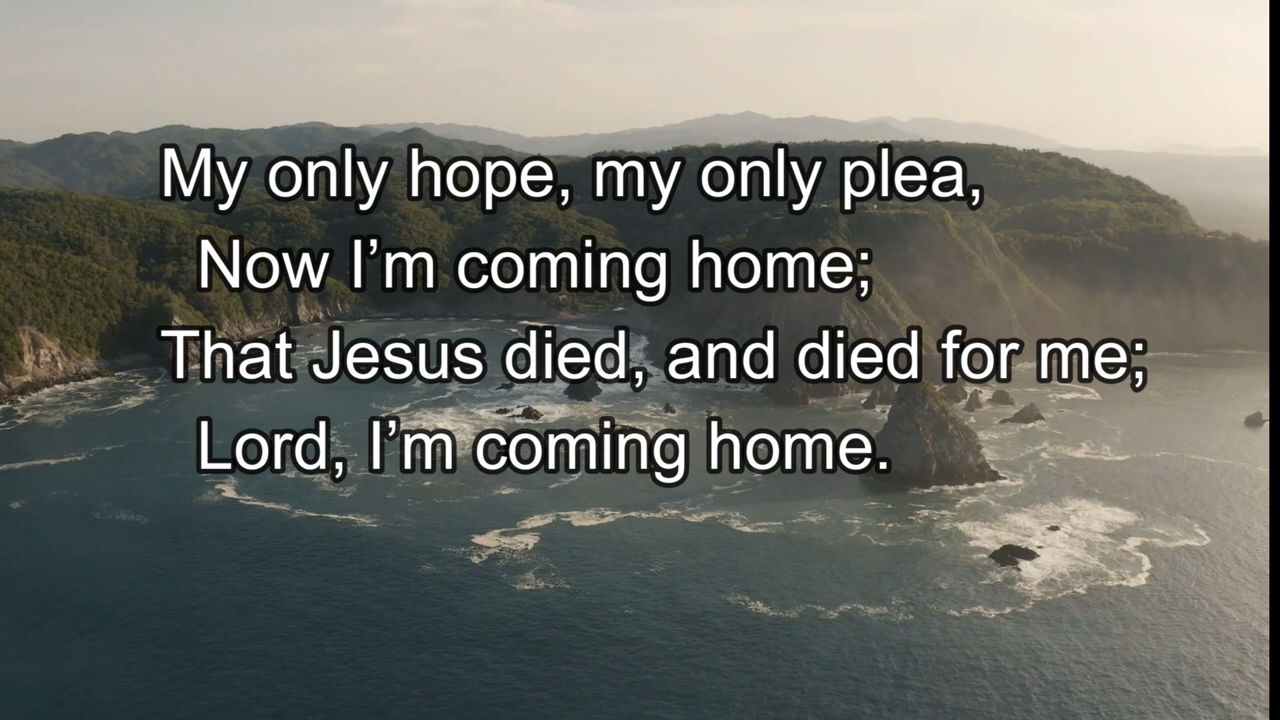 My only hope, my only plea,
Now I’m coming home;
That Jesus died, and died for me;
Lord, I’m coming home.